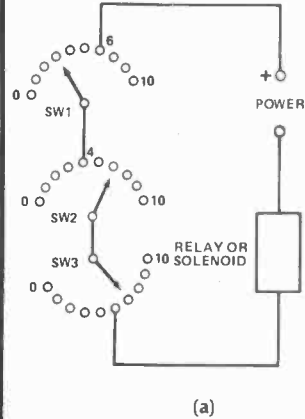 6
0
10
+
SW1
POWER
4
0
10
SW2
SW3
10
RELAY OR
SOLENOID
0
(a)